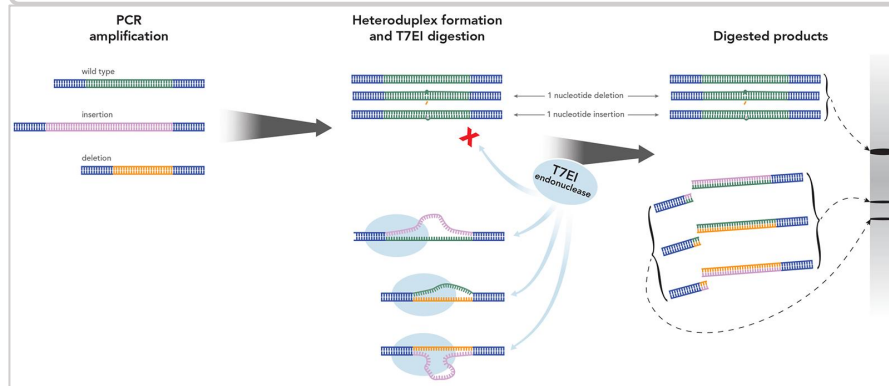 PCR
amplification
Heteroduplex formation
and T7EI digestion
Digested products
wild type
insertion
deletion
1 nucleotide deletion
1 nucleotide insertion
T7EI
endonuclease